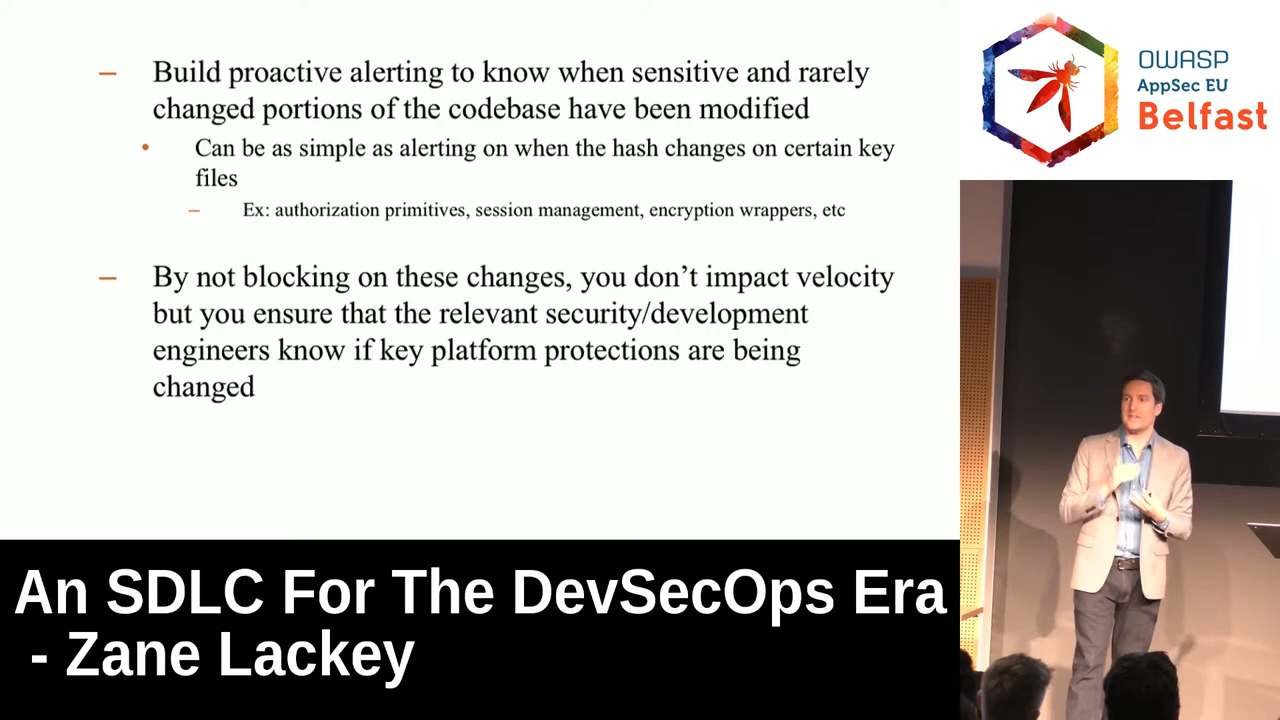 – Build proactive alerting to know when sensitive and rarely
changed portions of the codebase have been modified
• Can be as simple as alerting on when the hash changes on certain key
files
– Ex: authorization primitives, session management, encryption wrappers, etc
– By not blocking on these changes, you don’t impact velocity
but you ensure that the relevant security/development
engineers know if key platform protections are being
changed
OWASP
AppSec EU
Belfast
An SDLC For The DevSecOps Era
- Zane Lackey